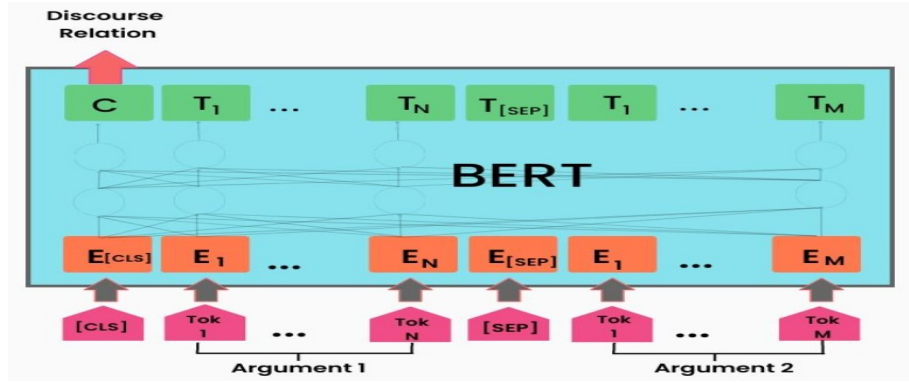 Discourse
Relation
C T1 ... TN T[SEP] T1 ... TM
BERT
E[CLS] E1 ... EN E[SEP] E1 ... EM
[CLS] Tok 1 ... Tok N [SEP] Tok 1 ... Tok M
Argument 1 Argument 2